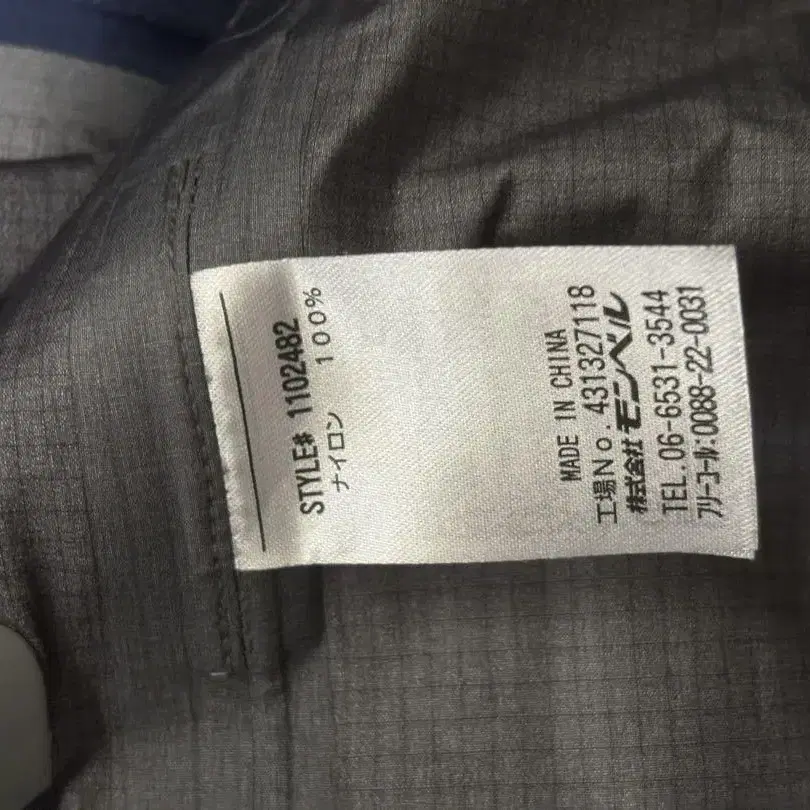 STYLE# 1102482
ナイロン 100%
MADE IN CHINA
工場No.431327118
株式会社モンベル
TEL.06-6531-3544
フリーコール:0088-22-0031